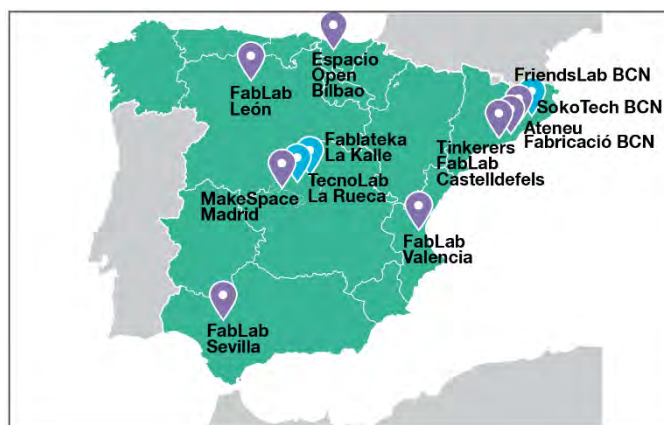 Espacio
Open
Bilbao
FabLab
León
FriendsLab BCN
SokoTech BCN
Ateneu
Fabricació BCN
Tinkerers
FabLab
Castelldefels
Fablateka
La Kalle
TecnoLab
La Rueca
MakeSpace
Madrid
FabLab
Valencia
FabLab
Sevilla